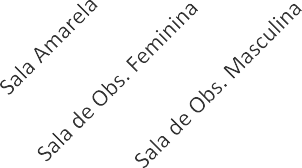 Sala Amarela
Sala de Obs. Feminina
Sala de Obs. Masculina